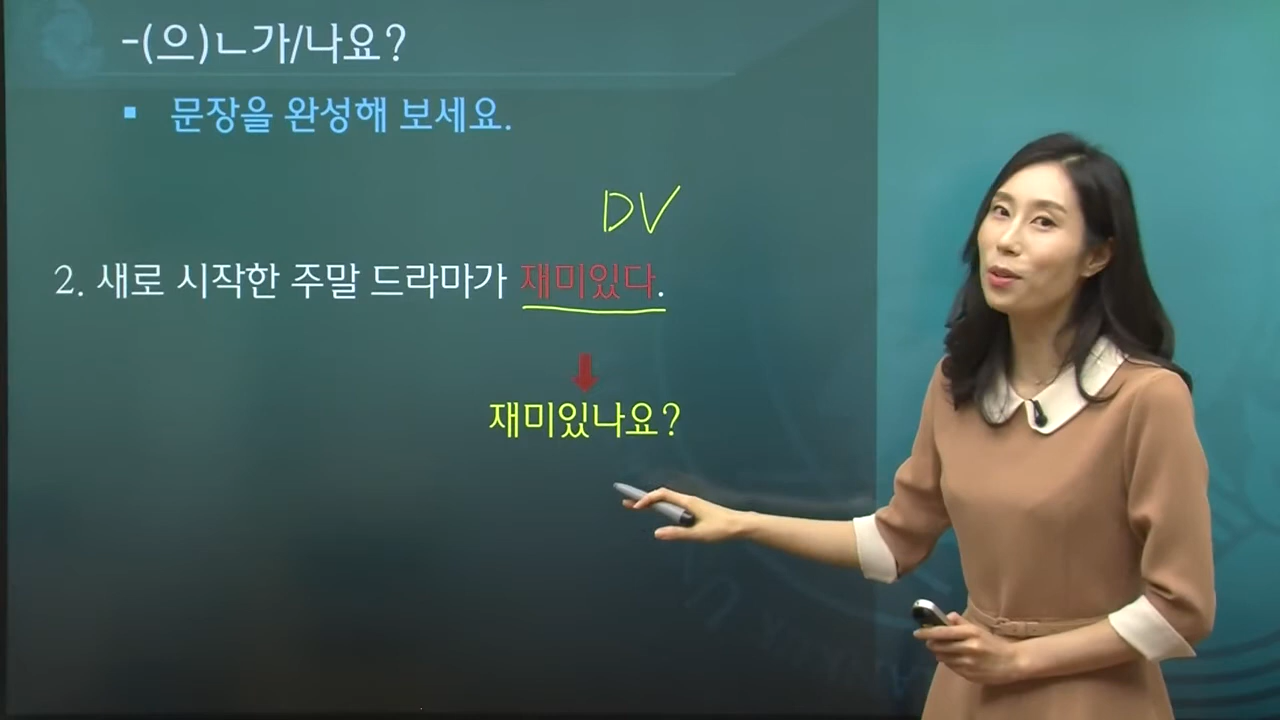 -(으)ㄴ가/나요?
▪ 문장을 완성해 보세요.
DV
2. 새로 시작한 주말 드라마가 재미있다.
재미있나요?